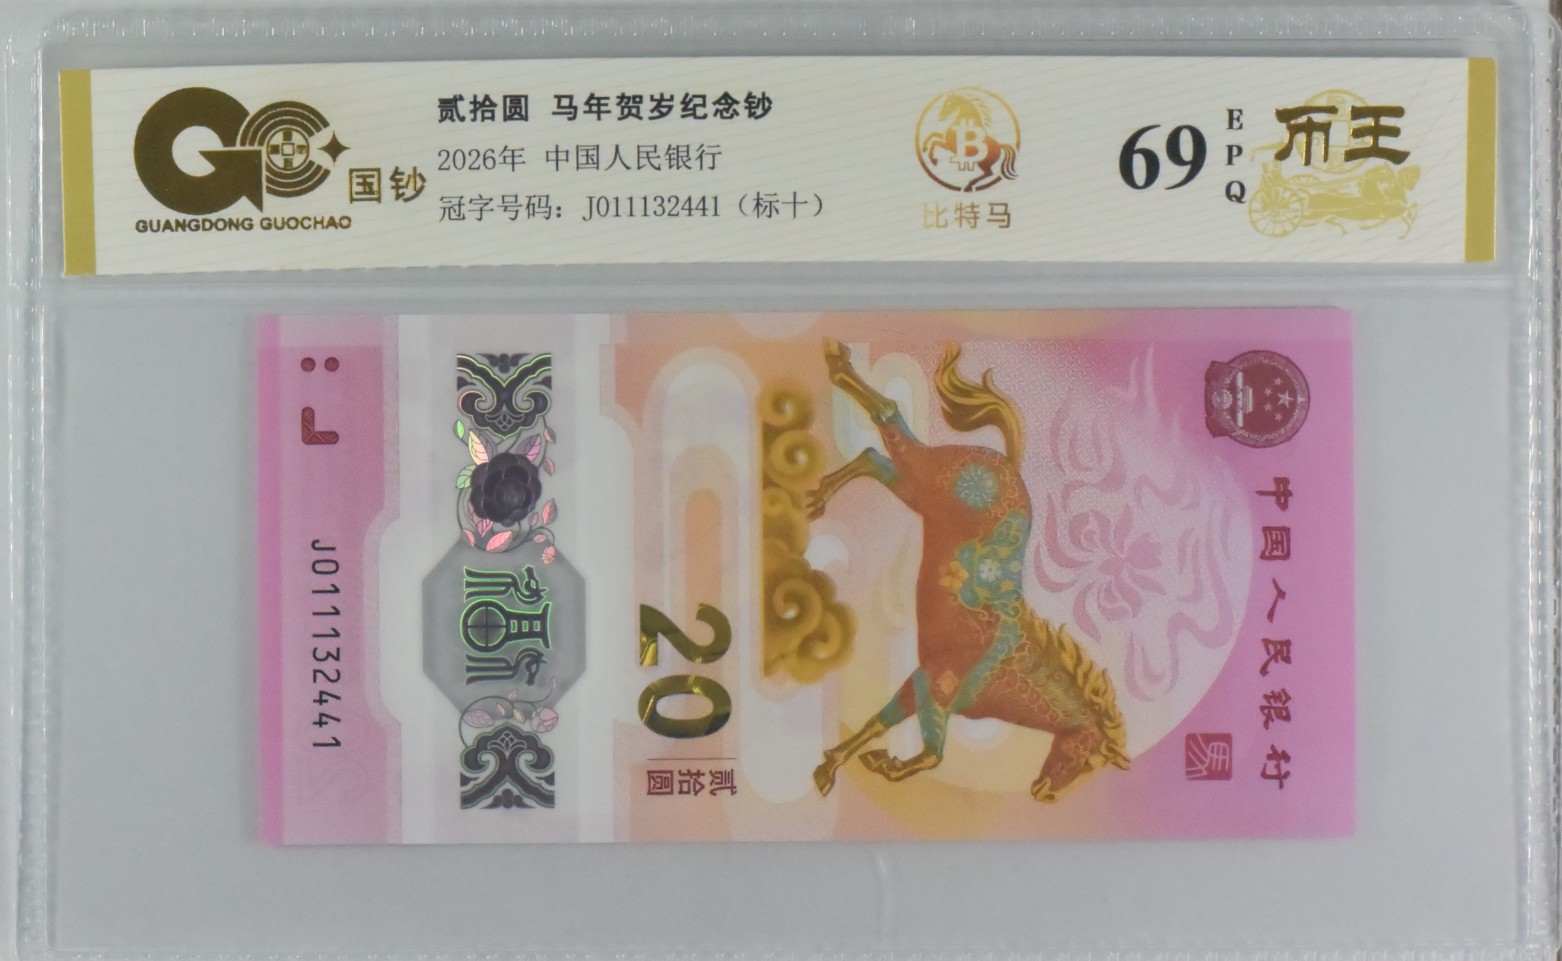 贰拾圆 马年贺岁纪念钞
2026年 中国人民银行
冠字号码：J011132441（标十）
国钞
GUANGDONG GUOCHAO
B
比特马
69
EPQ
币王
中国人民银行
馬
20
贰拾圆
J011132441